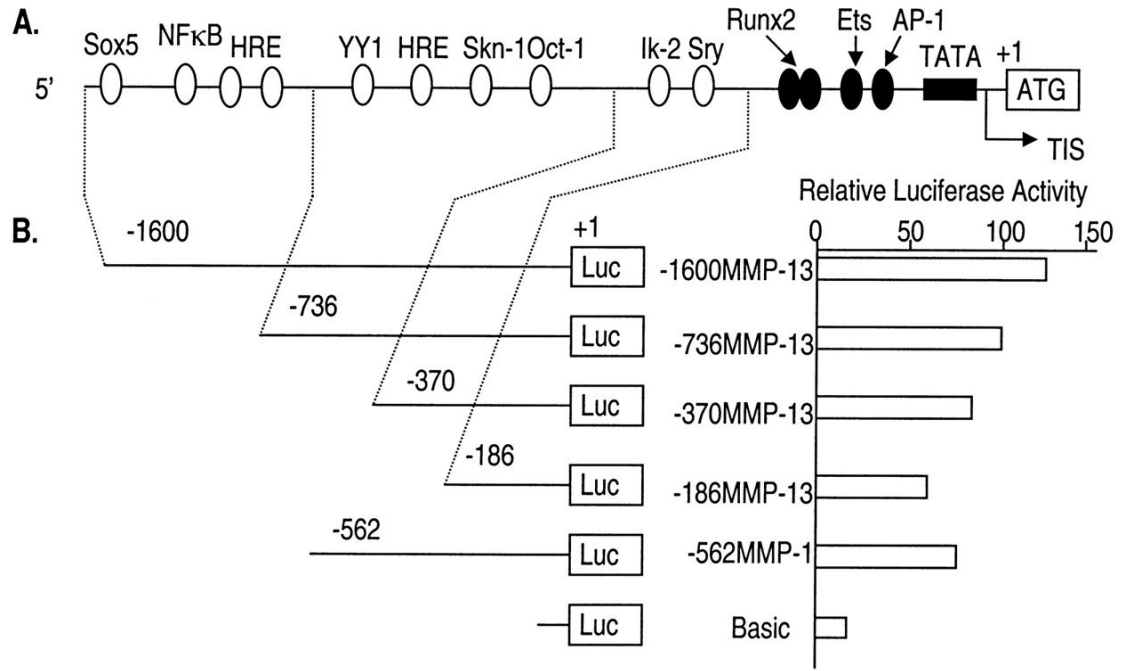 A.
Sox5 NFκB HRE YY1 HRE Skn-1 Oct-1 Ik-2 Sry Runx2 Ets AP-1 TATA +1
5' ATG
TIS
Relative Luciferase Activity
B.
0 50 100 150
-1600 +1
Luc -1600MMP-13
-736
Luc -736MMP-13
-370
Luc -370MMP-13
-186
Luc -186MMP-13
-562
Luc -562MMP-1
Luc Basic